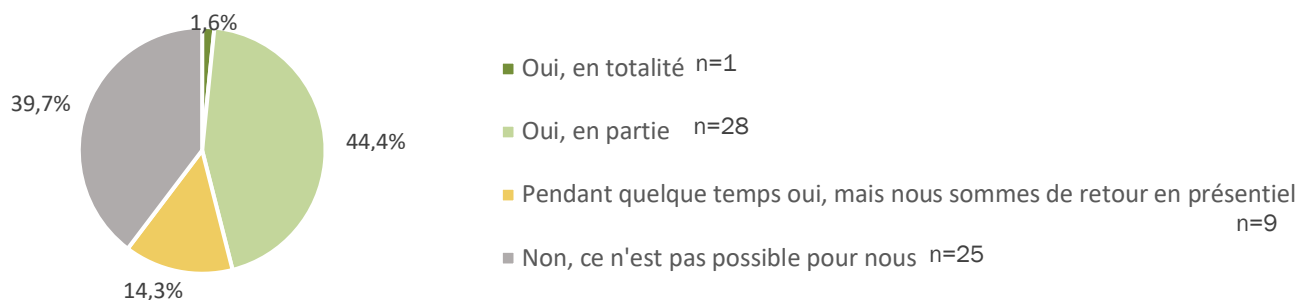 1,6%
39,7%
44,4%
14,3%
Oui, en totalité n=1
Oui, en partie n=28
Pendant quelque temps oui, mais nous sommes de retour en présentiel
n=9
Non, ce n'est pas possible pour nous n=25